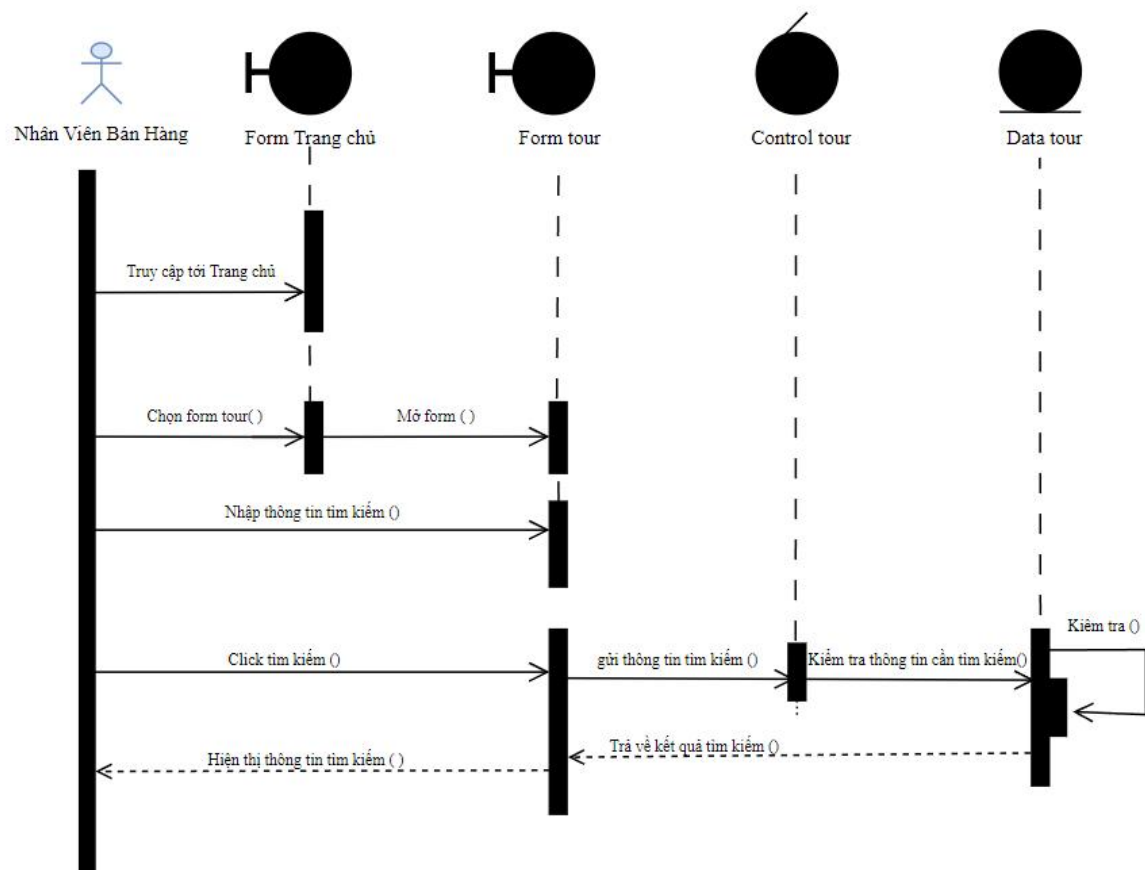 Nhân Viên Bán Hàng
Form Trang chủ
Form tour
Control tour
Data tour
Truy cập tới Trang chủ
Chọn form tour( )
Mở form ( )
Nhập thông tin tìm kiếm ()
Kiêm tra ()
Click tìm kiếm ()
gửi thông tin tìm kiếm ()
Kiểm tra thông tin cần tìm kiếm()
Trả về kết quả tìm kiếm ()
Hiện thị thông tin tìm kiếm ( )